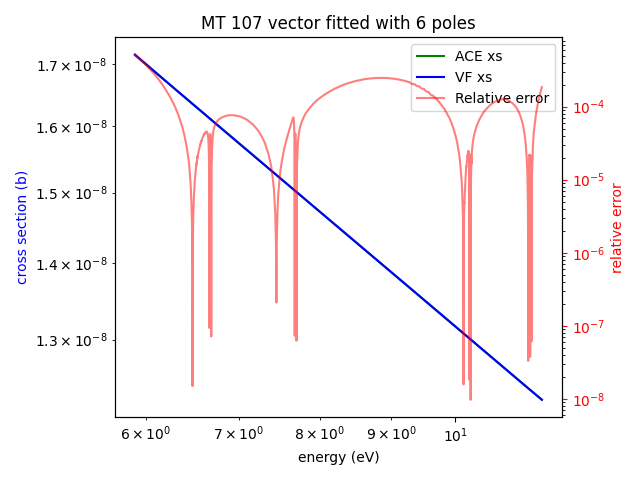 MT 107 vector fitted with 6 poles
ACE xs
VF xs
Relative error
cross section (b)
1.7 × 10⁻⁸
1.6 × 10⁻⁸
1.5 × 10⁻⁸
1.4 × 10⁻⁸
1.3 × 10⁻⁸
10⁻⁴
10⁻⁵
10⁻⁶
10⁻⁷
10⁻⁸
relative error
6 × 10⁰ 7 × 10⁰ 8 × 10⁰ 9 × 10⁰ 10¹
energy (eV)